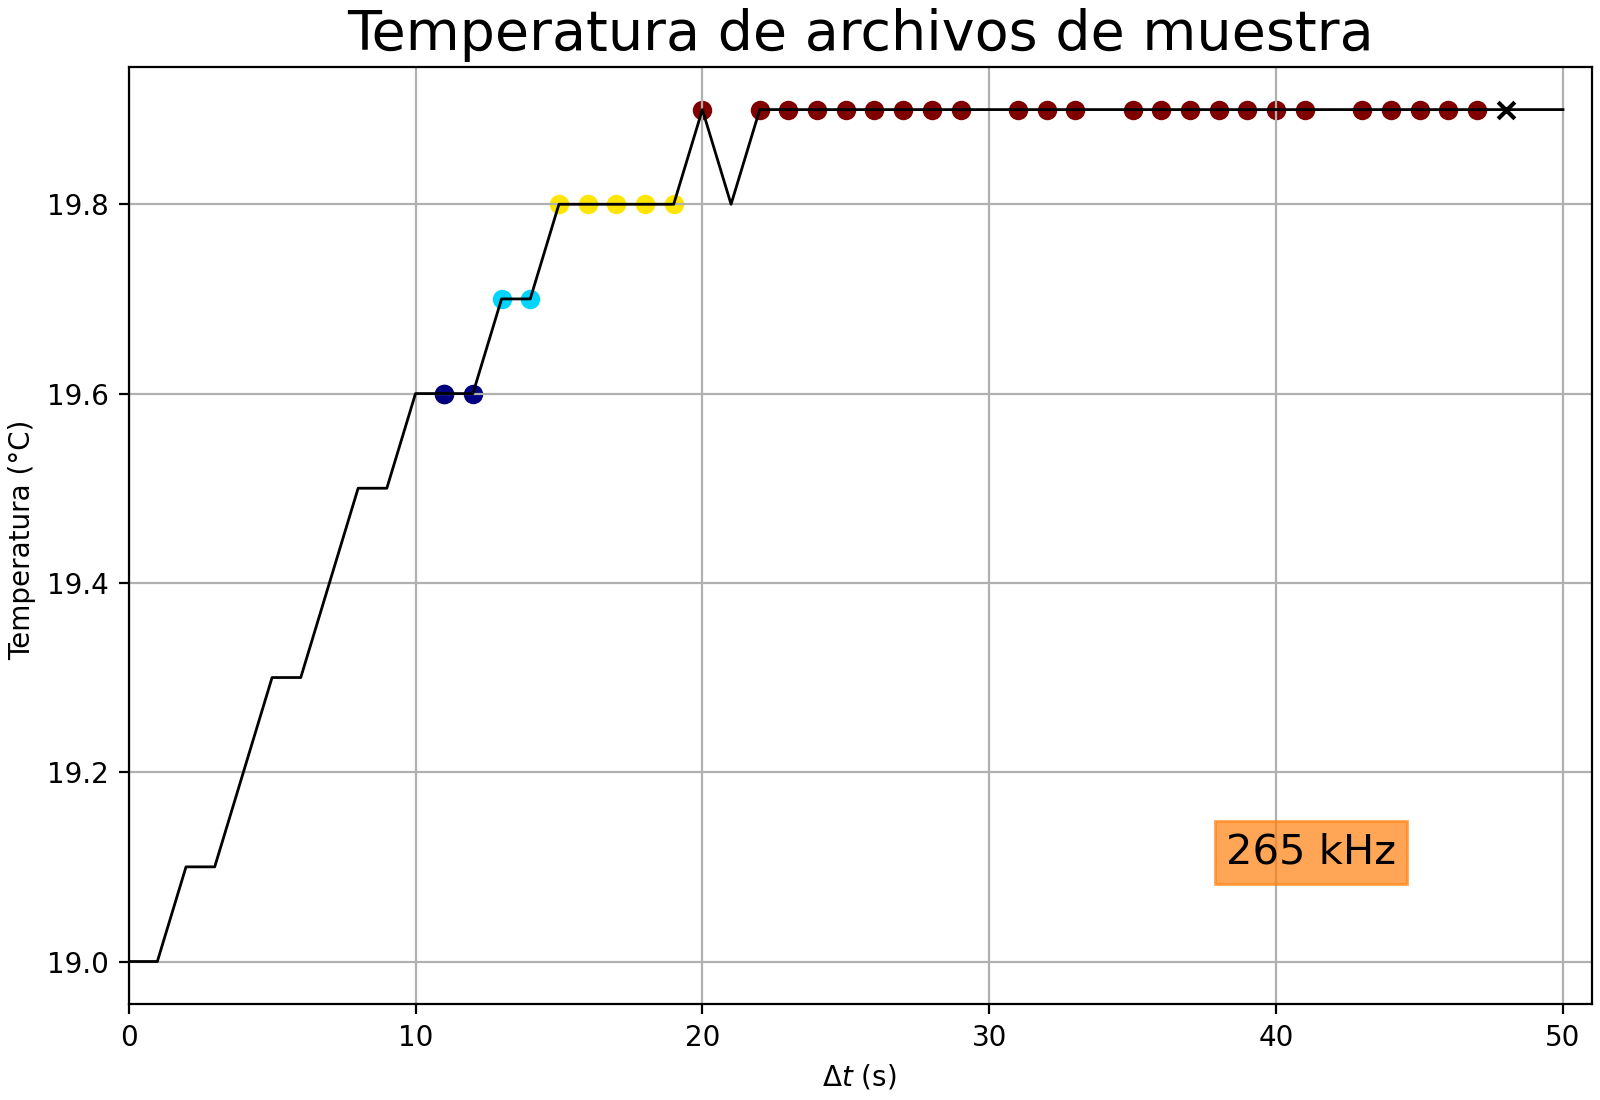 Temperatura de archivos de muestra
19.8
19.6
19.4
19.2
19.0
Temperatura (°C)
265 kHz
0 10 20 30 40 50
Δt (s)